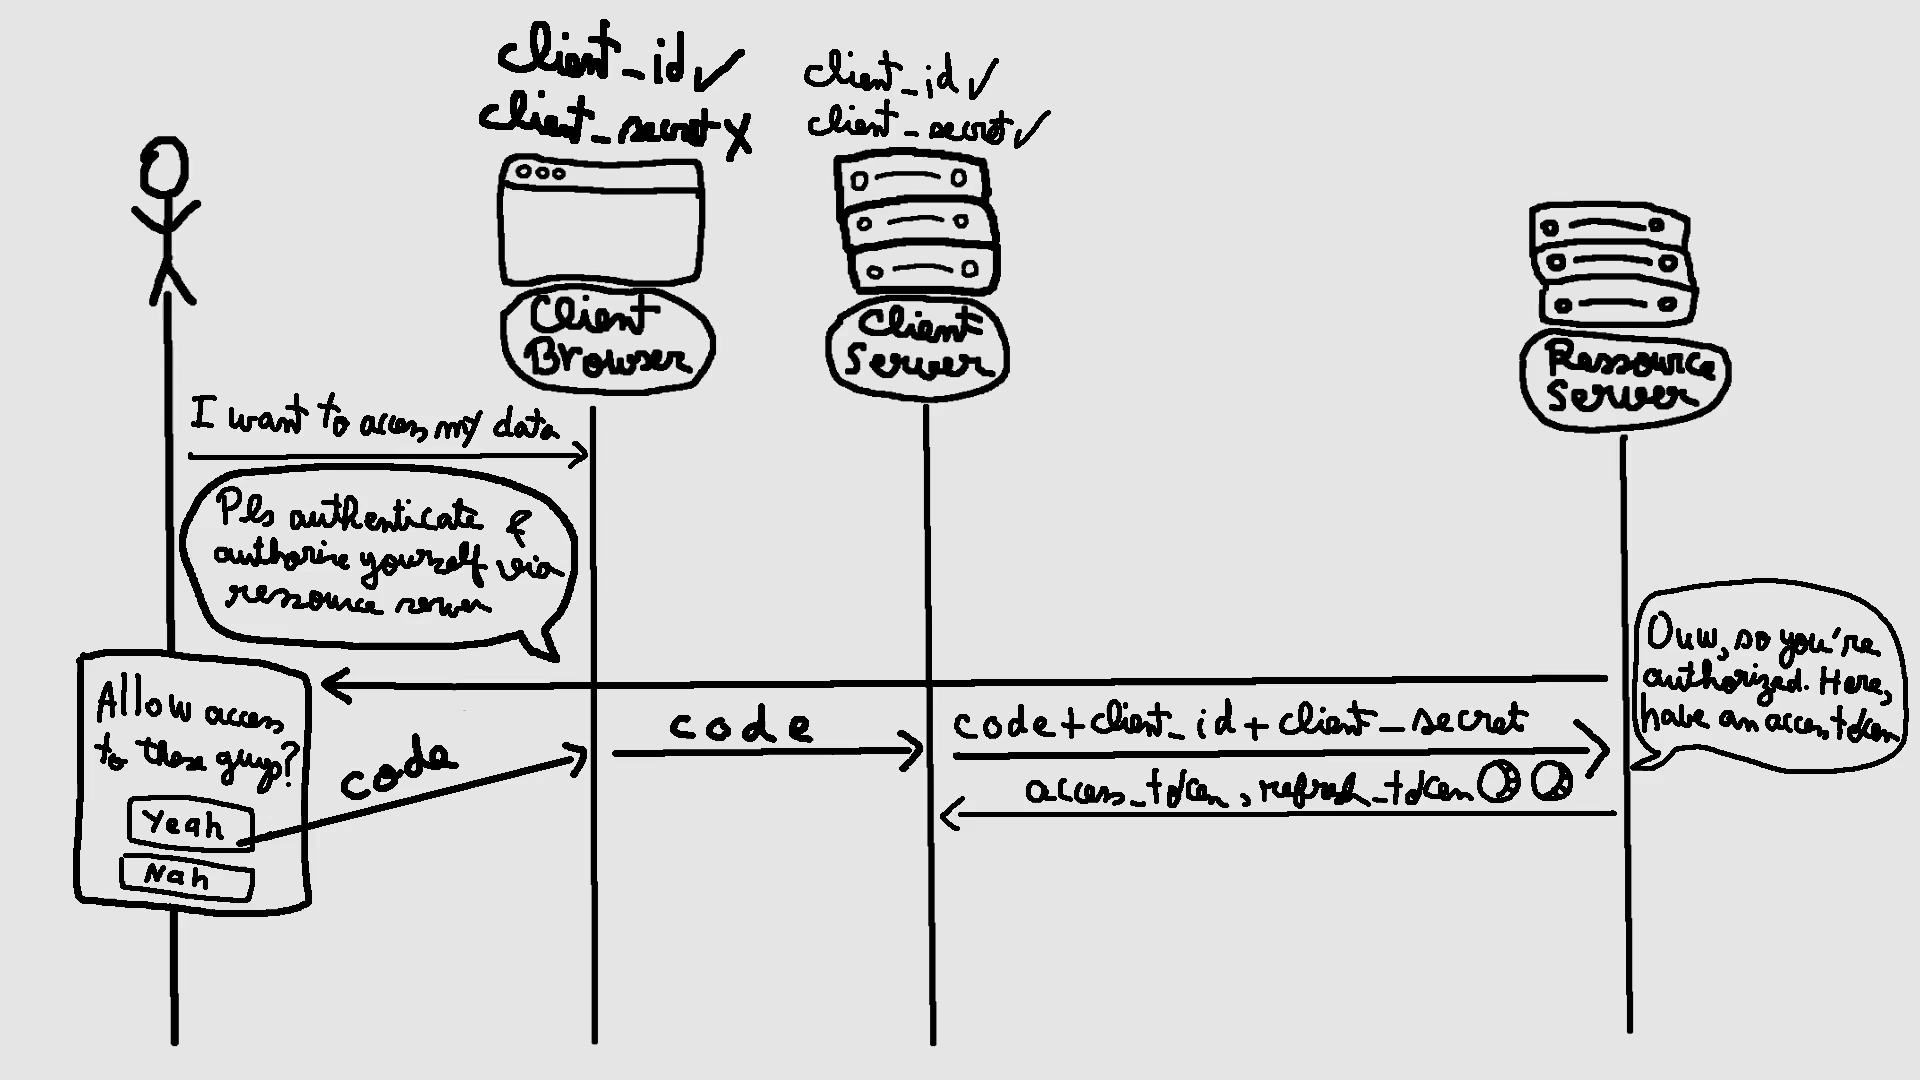 client_id ✓
client_secret X
client_id ✓
client_secret ✓
Client
Browser
Client
Server
Ressource
Server
I want to access my data
Pls authenticate &
authorize yourself via
ressource server
Allow access
to those guys?
Yeah
Nah
code
code
code + client_id + client_secret
access_token, refresh_token
Ouw, so you're
authorized. Here,
have an access token